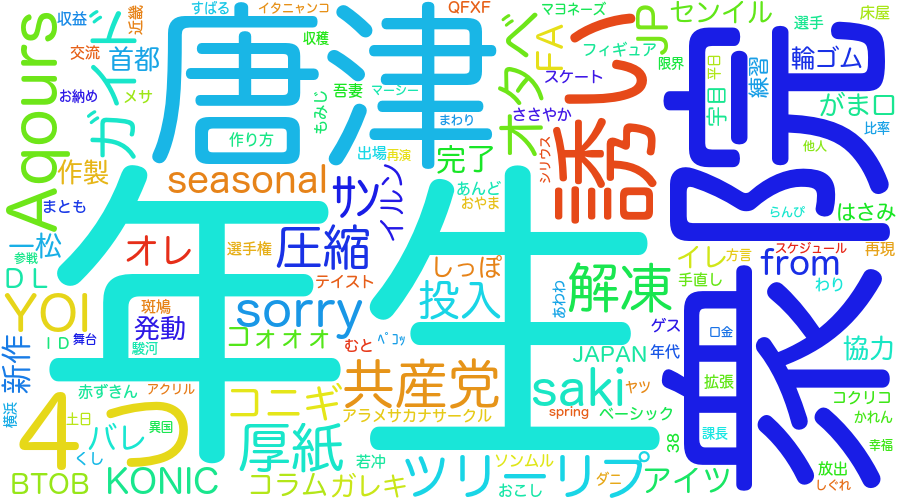 すばる
イタニャンコ
QFXF
マヨネーズ
センイル
選手
床屋
収益
近畿
唐津
収穫
オタベ
FA
JP
衆院
交流
首都
ガイド
誘い
フィギュア
限界
平日
練習
輪ゴム
Aqours
お納め
メサ
もみじ
吾妻
マーシー
スケート
宇目
がま口
作り方
まわり
ささやか
比率
他人
作製
seasonal
出場
再演
完了
シリウス
まとも
サン
イルン
あんど
おやま
らんぴ
はさみ
一松
参戦
オレ
選手権
圧縮
しっぽ
イレ
方言
スケジュール
再現
DL
テイスト
投入
解凍
手直し
from
わり
YOI
斑鳩
sorry
あわわ
発動
コォォォ
ペコッ
ゲス
口金
ID
舞台
駿河
むと
JAPAN
年代
協力
新作
年生
共産党
saki
ヤツ
拡張
赤ずきん
アクリル
コニギ
コクリコ
横浜
4つ
土日
異国
アラメサカナサークル
spring
ベーシック
かれん
バレ
厚紙
38
課長
くし
若冲
ソンムル
幸福
BTOB
KONIC
コラム
ガレキ
ツリー
リプ
おこし
ダニ
アイツ
放出
しぐれ